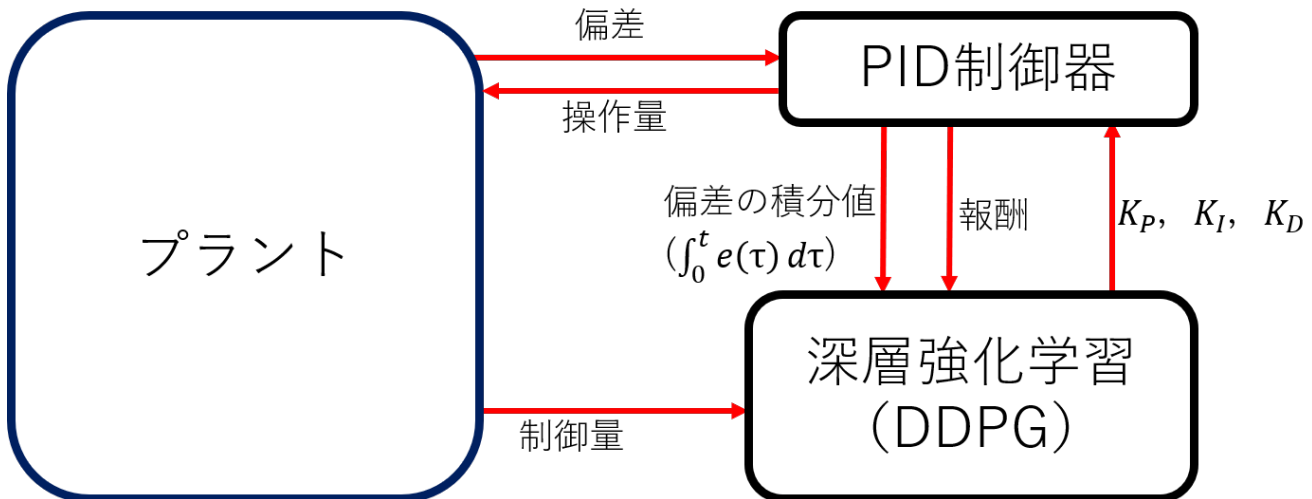 偏差
PID制御器
操作量
プラント
偏差の積分値
(∫₀ᵗ e(τ) dτ)
報酬
K_P, K_I, K_D
深層強化学習
(DDPG)
制御量